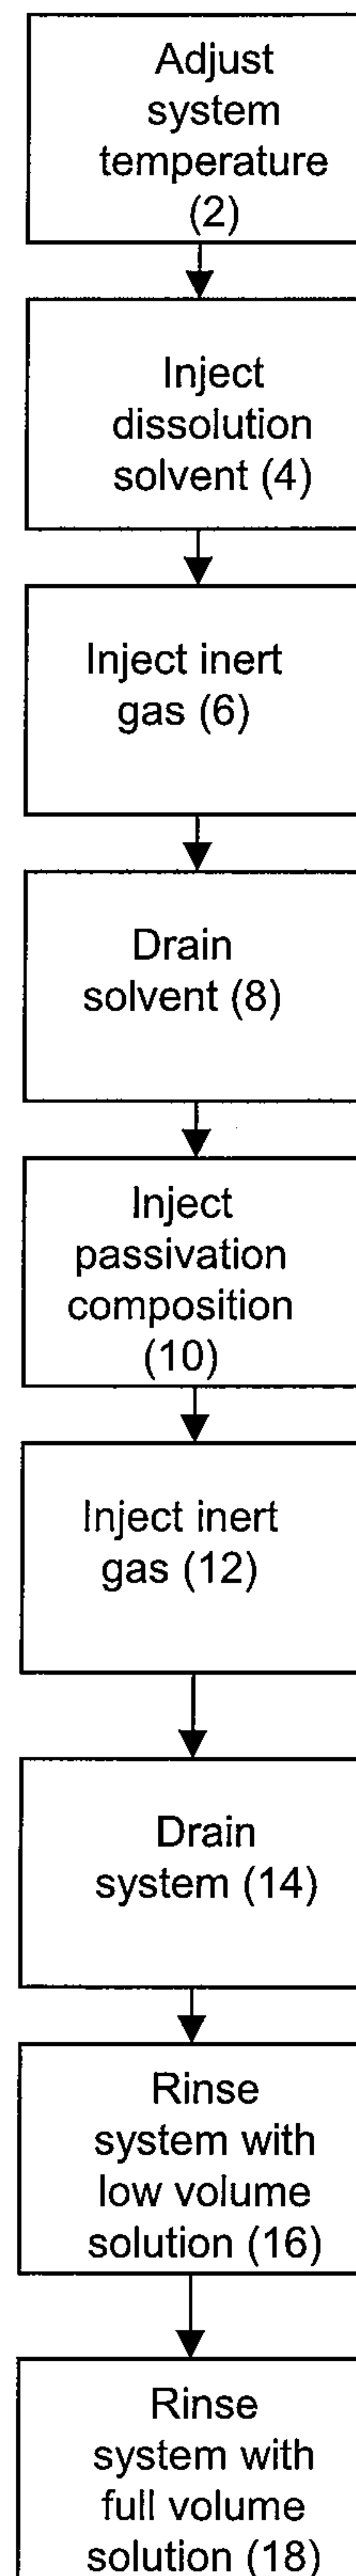 Adjust
system
temperature
(2)
Inject
dissolution
solvent (4)
Inject inert
gas (6)
Drain
solvent (8)
Inject
passivation
composition
(10)
Inject inert
gas (12)
Drain
system (14)
Rinse
system with
low volume
solution (16)
Rinse
system with
full volume
solution (18)